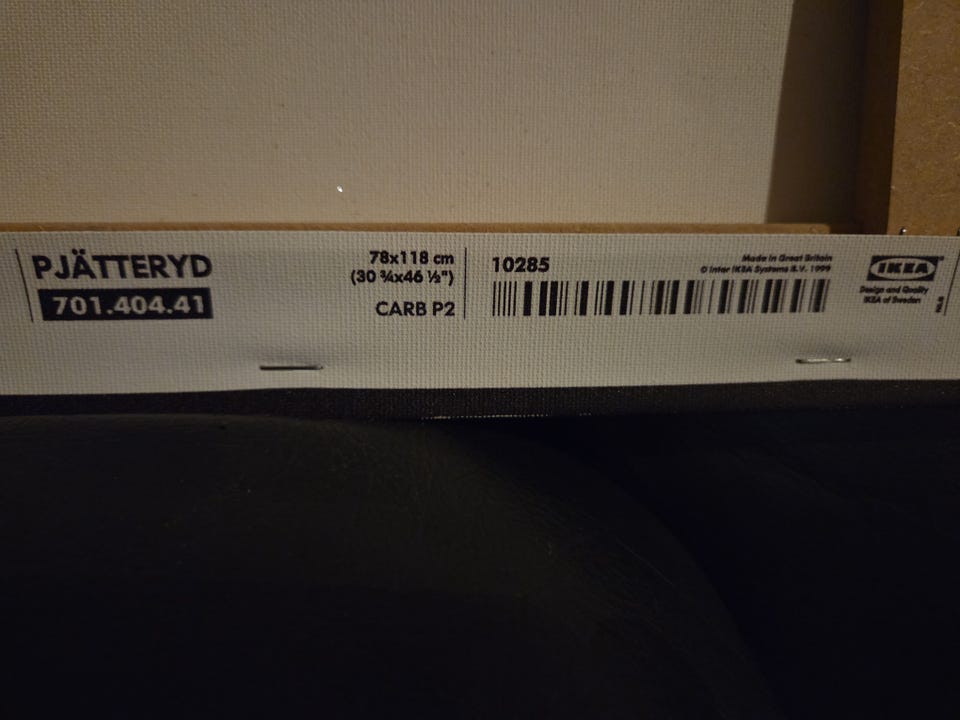 PJÄTTERYD
701.404.41
78x118 cm
(30 ¾x46 ½")
CARB P2
10285
Made in Great Britain
© Inter IKEA Systems B.V. 1999
IKEA
Design and Quality
IKEA of Sweden